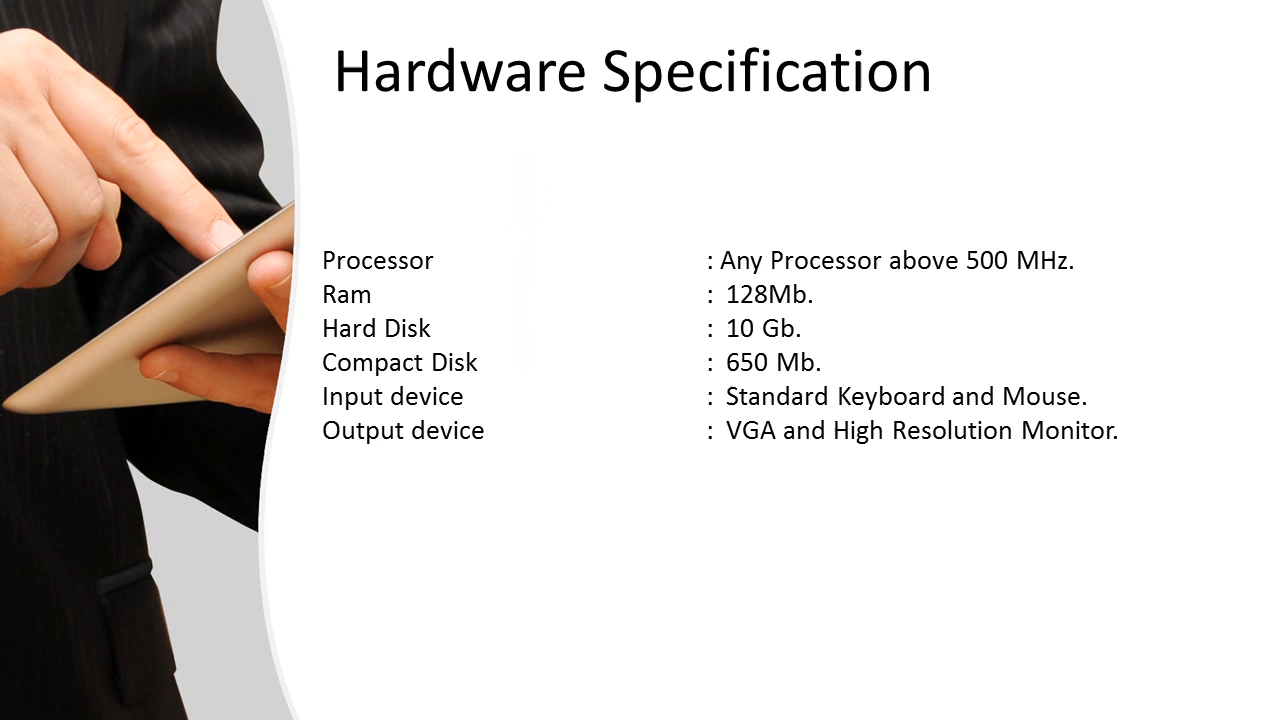 Hardware Specification
Processor : Any Processor above 500 MHz.
Ram : 128Mb.
Hard Disk : 10 Gb.
Compact Disk : 650 Mb.
Input device : Standard Keyboard and Mouse.
Output device : VGA and High Resolution Monitor.